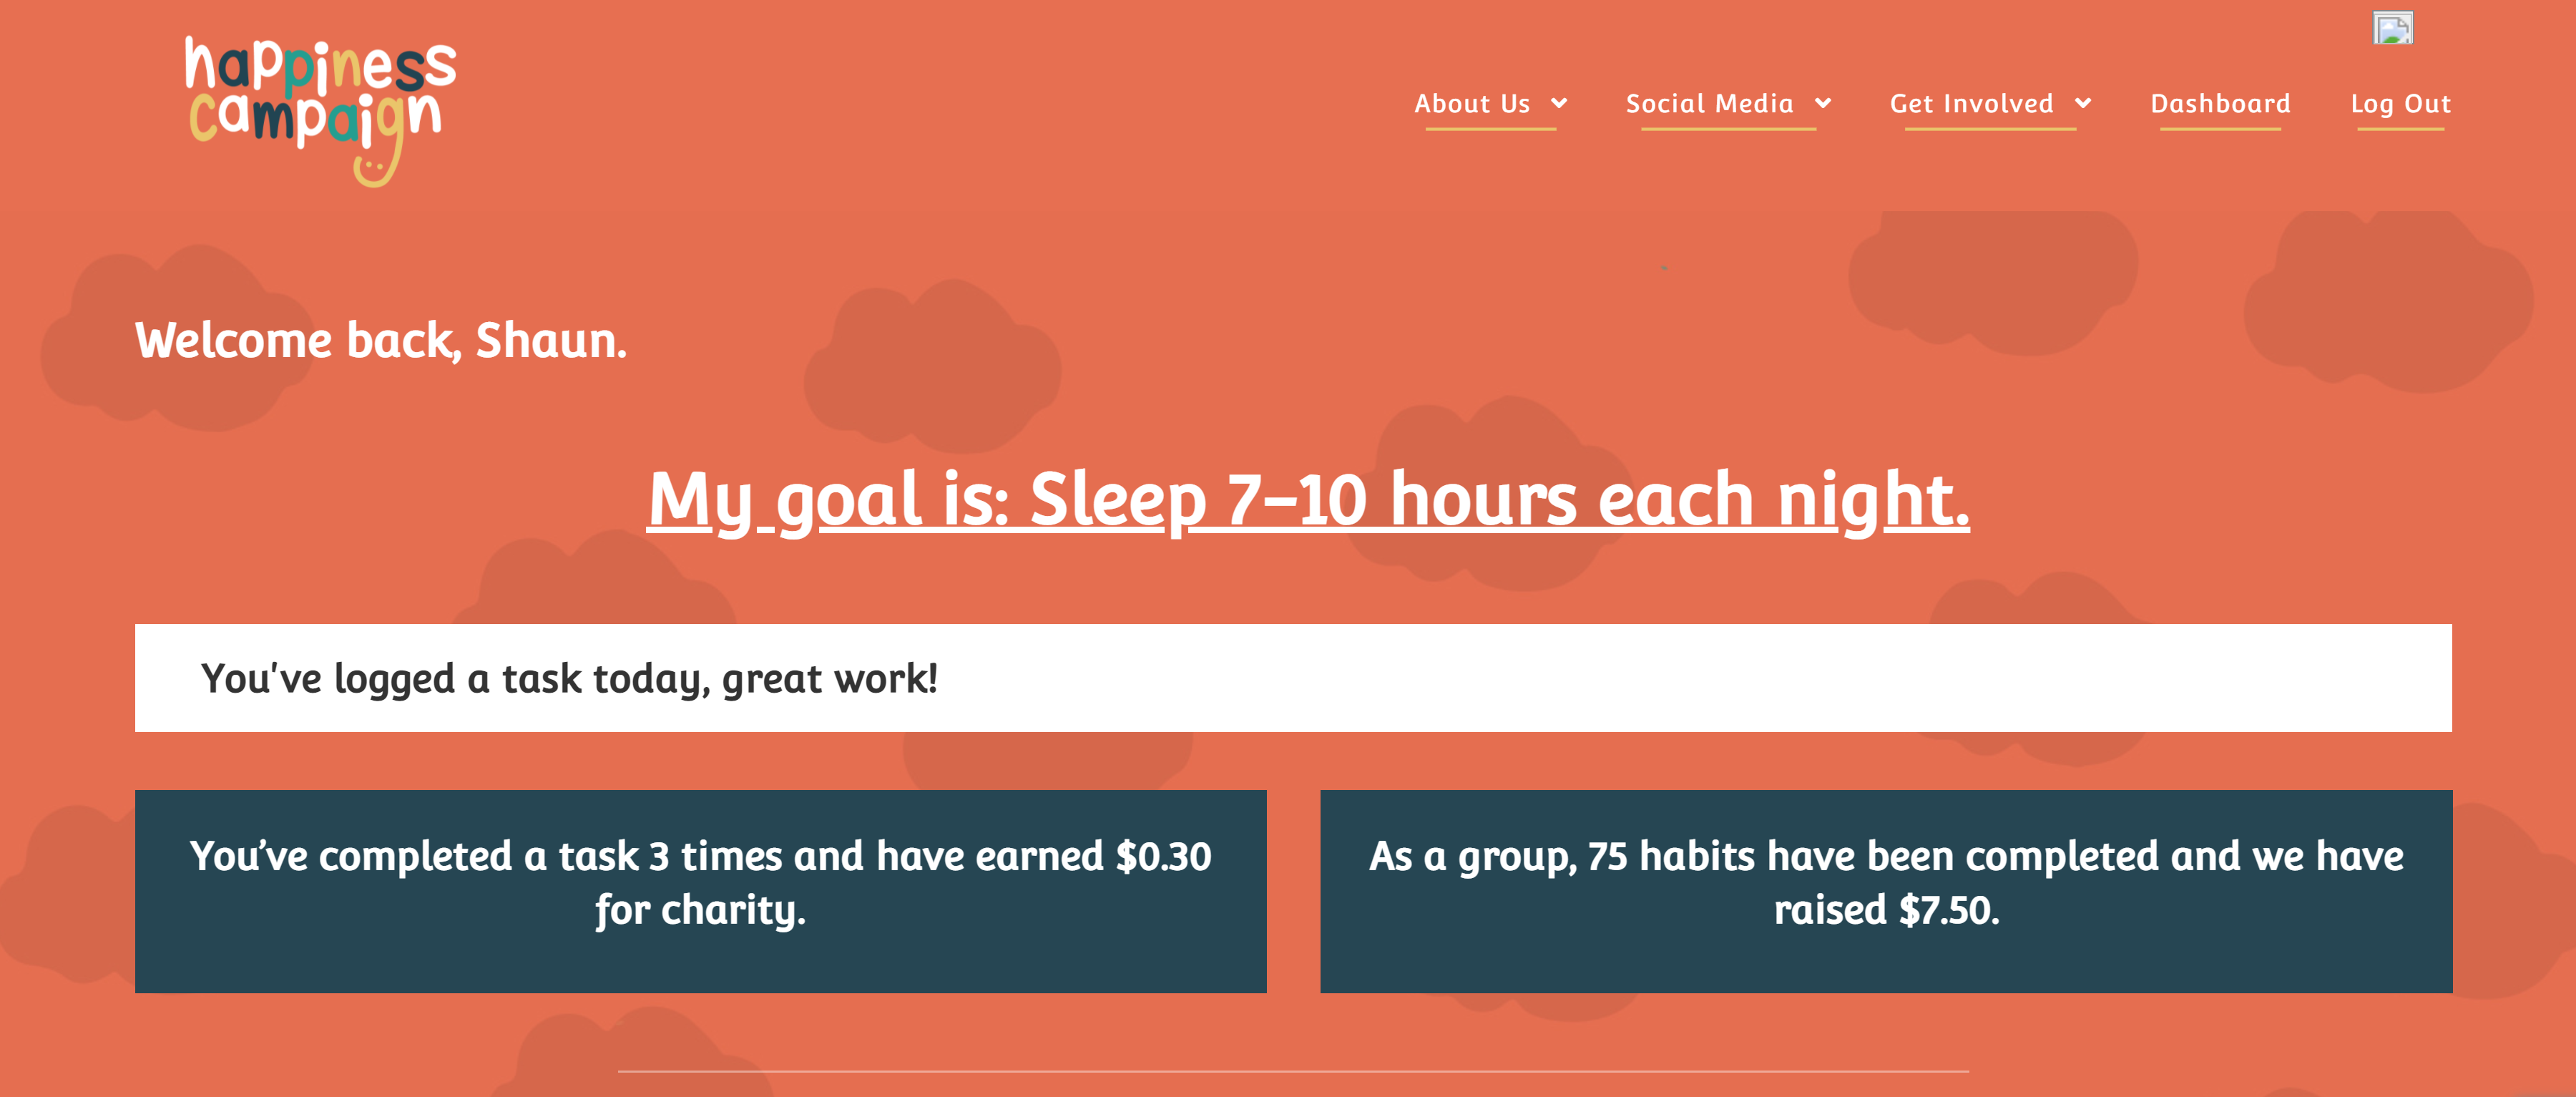 happiness
campaign
About Us
Social Media
Get Involved
Dashboard
Log Out
Welcome back, Shaun.
My goal is: Sleep 7–10 hours each night.
You've logged a task today, great work!
You’ve completed a task 3 times and have earned $0.30
for charity.
As a group, 75 habits have been completed and we have
raised $7.50.